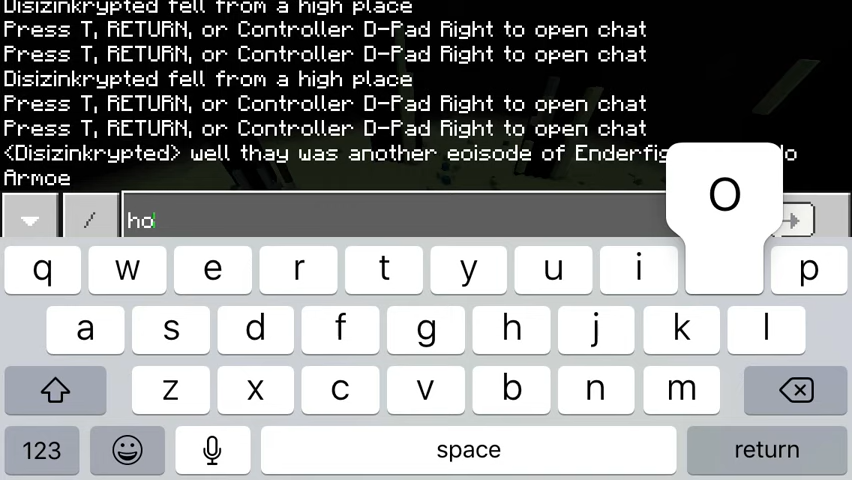 Disizinkrypted fell from a high place
Press T, RETURN, or Controller D-Pad Right to open chat
Press T, RETURN, or Controller D-Pad Right to open chat
Disizinkrypted fell from a high place
Press T, RETURN, or Controller D-Pad Right to open chat
Press T, RETURN, or Controller D-Pad Right to open chat
<Disizinkrypted> well thay was another eoisode of
Armoe
/ ho
O
q w e r t y u i p
a s d f g h j k l
z x c v b n m
123 space return